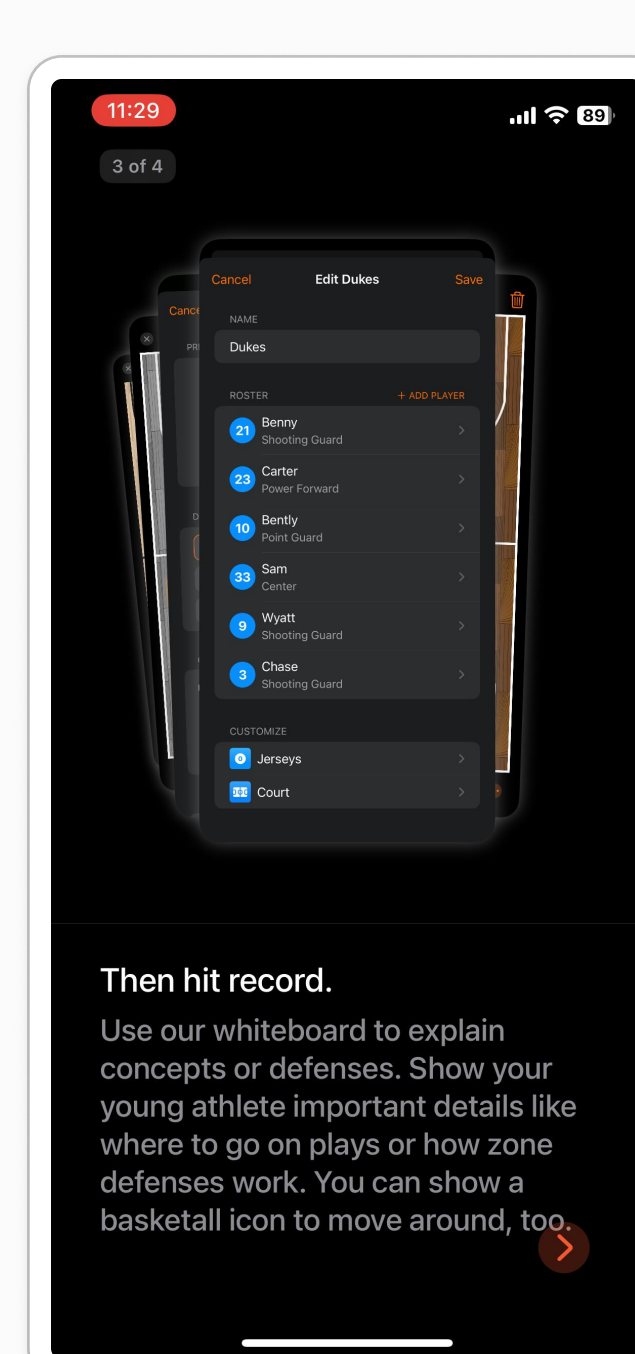 11:29
89
3 of 4
Cancel Edit Dukes Save
NAME
Dukes
ROSTER + ADD PLAYER
21 Benny
Shooting Guard
23 Carter
Power Forward
10 Bently
Point Guard
33 Sam
Center
9 Wyatt
Shooting Guard
3 Chase
Shooting Guard
CUSTOMIZE
Jerseys
Court
Then hit record.
Use our whiteboard to explain
concepts or defenses. Show your
young athlete important details like
where to go on plays or how zone
defenses work. You can show a
basketall icon to move around, too.